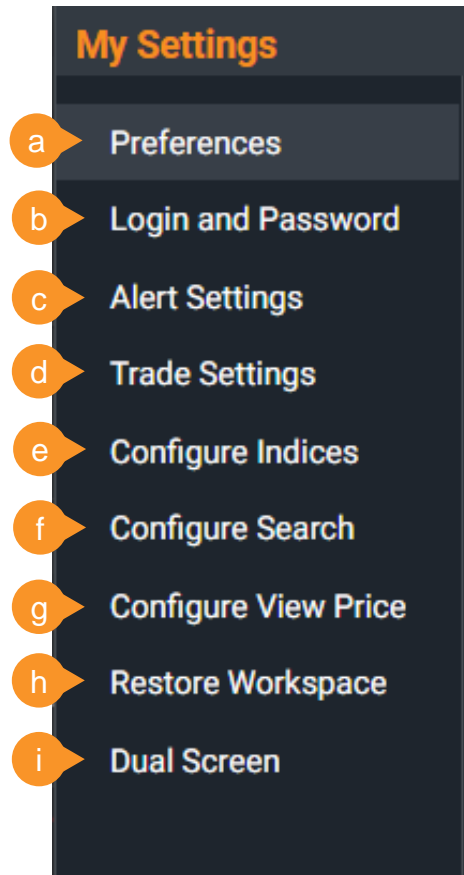 My Settings
a Preferences
b Login and Password
c Alert Settings
d Trade Settings
e Configure Indices
f Configure Search
g Configure View Price
h Restore Workspace
i Dual Screen